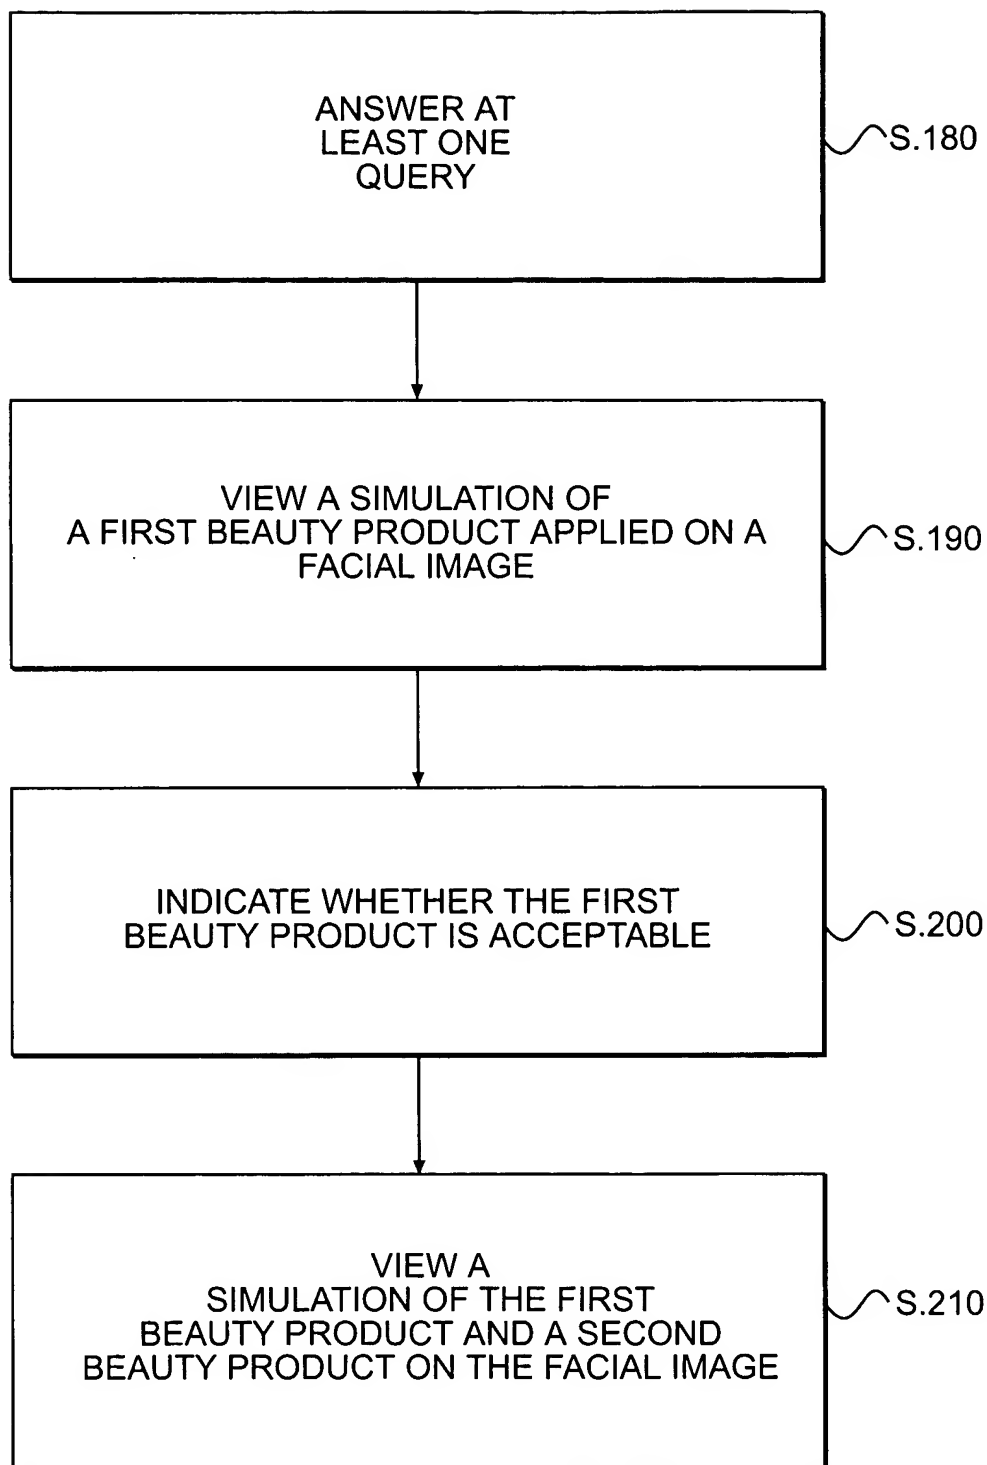 ANSWER AT
LEAST ONE
QUERY
S.180
VIEW A SIMULATION OF
A FIRST BEAUTY PRODUCT APPLIED ON A
FACIAL IMAGE
S.190
INDICATE WHETHER THE FIRST
BEAUTY PRODUCT IS ACCEPTABLE
S.200
VIEW A
SIMULATION OF THE FIRST
BEAUTY PRODUCT AND A SECOND
BEAUTY PRODUCT ON THE FACIAL IMAGE
S.210